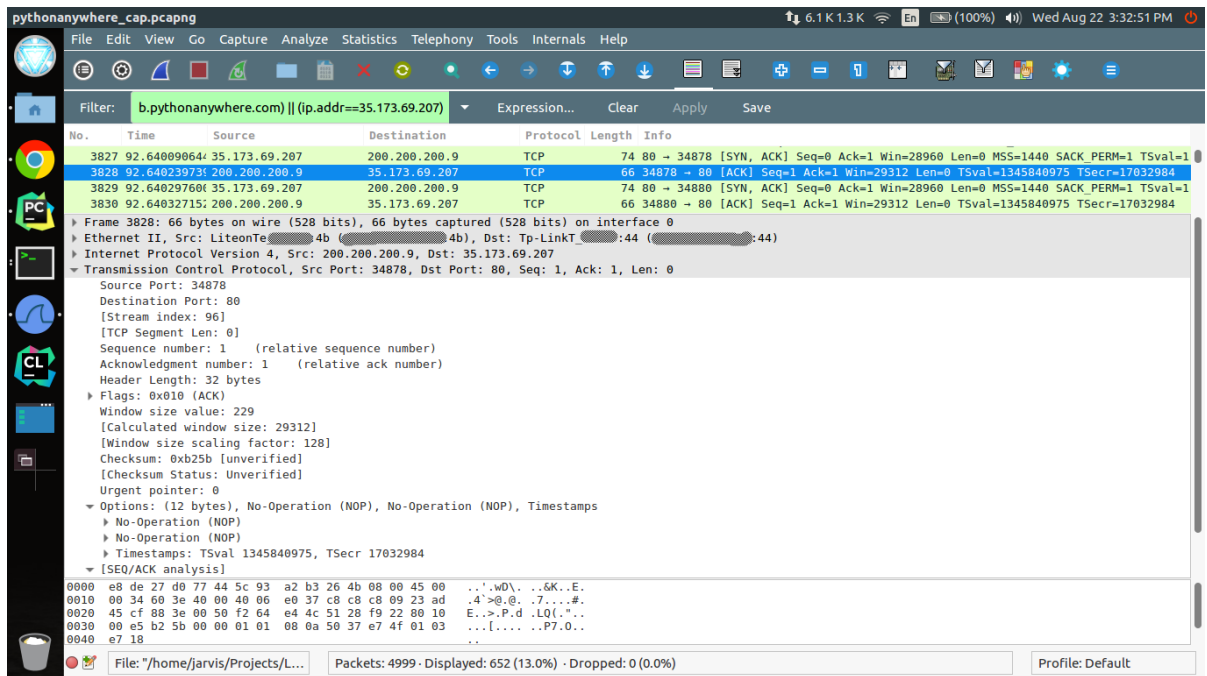 pythonanywhere_cap.pcapng 6.1 K 1.3 K En (100%) Wed Aug 22 3:32:51 PM
File Edit View Go Capture Analyze Statistics Telephony Tools Internals Help
Filter: b.pythonanywhere.com) || (ip.addr==35.173.69.207) Expression... Clear Apply Save
No. Time Source Destination Protocol Length Info
3827 92.640090644 35.173.69.207 200.200.200.9 TCP 74 80 → 34878 [SYN, ACK] Seq=0 Ack=1 Win=28960 Len=0 MSS=1440 SACK_PERM=1 TSval=1
3828 92.640239739 200.200.200.9 35.173.69.207 TCP 66 34878 → 80 [ACK] Seq=1 Ack=1 Win=29312 Len=0 TSval=1345840975 TSecr=17032984
3829 92.640297600 35.173.69.207 200.200.200.9 TCP 74 80 → 34880 [SYN, ACK] Seq=0 Ack=1 Win=28960 Len=0 MSS=1440 SACK_PERM=1 TSval=1
3830 92.640327152 200.200.200.9 35.173.69.207 TCP 66 34880 → 80 [ACK] Seq=1 Ack=1 Win=29312 Len=0 TSval=1345840975 TSecr=17032984
Frame 3828: 66 bytes on wire (528 bits), 66 bytes captured (528 bits) on interface 0
Ethernet II, Src: LiteonTe :4b ( 4b), Dst: Tp-LinkT_ :44 ( :44)
Internet Protocol Version 4, Src: 200.200.200.9, Dst: 35.173.69.207
Transmission Control Protocol, Src Port: 34878, Dst Port: 80, Seq: 1, Ack: 1, Len: 0
Source Port: 34878
Destination Port: 80
[Stream index: 96]
[TCP Segment Len: 0]
Sequence number: 1 (relative sequence number)
Acknowledgment number: 1 (relative ack number)
Header Length: 32 bytes
Flags: 0x010 (ACK)
Window size value: 229
[Calculated window size: 29312]
[Window size scaling factor: 128]
Checksum: 0xb25b [unverified]
[Checksum Status: Unverified]
Urgent pointer: 0
Options: (12 bytes), No-Operation (NOP), No-Operation (NOP), Timestamps
No-Operation (NOP)
No-Operation (NOP)
Timestamps: TSval 1345840975, TSecr 17032984
[SEQ/ACK analysis]
0000 e8 de 27 d0 77 44 5c 93 a2 b3 26 4b 08 00 45 00 ..'.wD\. ..&K..E.
0010 00 34 60 3e 40 00 40 06 e0 37 c8 c8 c8 09 23 ad .4`>@.@. .7....#.
0020 45 cf 88 3e 00 50 f2 64 e4 4c 51 28 f9 22 80 10 E..>.P.d .LQ(."..
0030 00 e5 b2 5b 00 00 01 01 08 0a 50 37 e7 4f 01 03 ...[.... ..P7.O..
0040 e7 18 ..
File: "/home/jarvis/Projects/L... Packets: 4999 · Displayed: 652 (13.0%) · Dropped: 0 (0.0%) Profile: Default
PC
CL